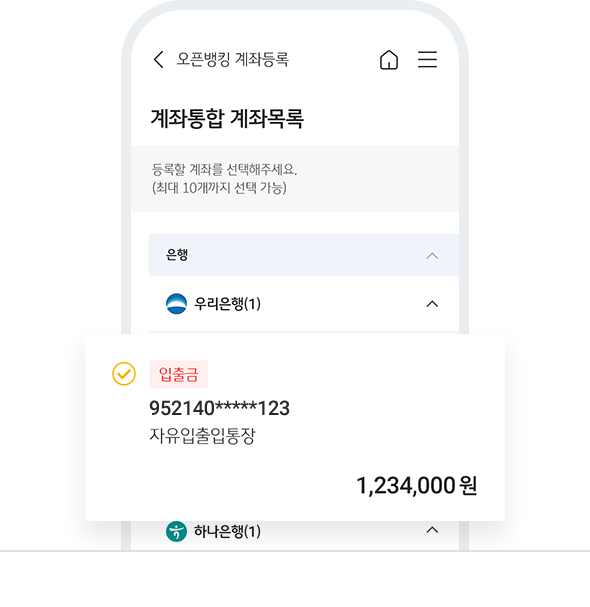 오픈뱅킹 계좌등록
계좌통합 계좌목록
등록할 계좌를 선택해주세요.
(최대 10개까지 선택 가능)
은행
우리은행(1)
입출금
952140*****123
자유입출입통장
1,234,000원
하나은행(1)